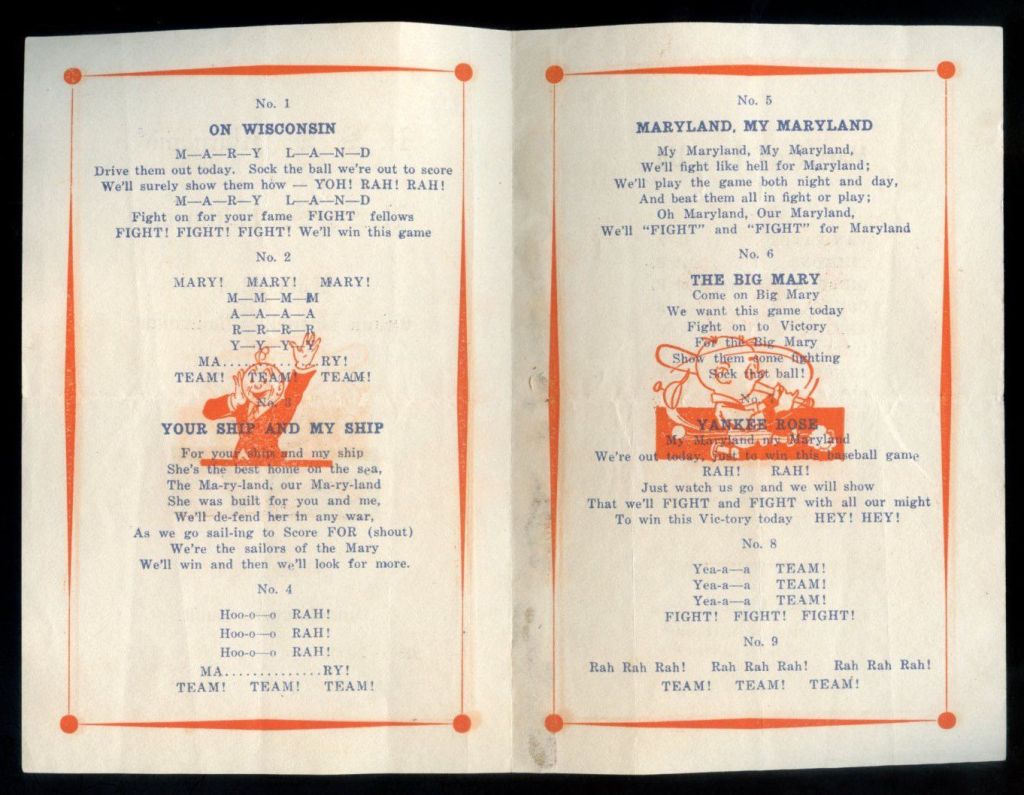 No. 1
ON WISCONSIN
M—A—R—Y L—A—N—D
Drive them out today. Sock the ball we're out to score
We'll surely show them how — YOH! RAH! RAH!
M—A—R—Y L—A—N—D
Fight on for your fame FIGHT fellows
FIGHT! FIGHT! FIGHT! We'll win this game
No. 2
MARY! MARY! MARY!
M—M—M—M
A—A—A—A
R—R—R—R
Y—Y—Y—Y
MA..............RY!
TEAM! TEAM! TEAM!
No. 3
YOUR SHIP AND MY SHIP
For your ship and my ship
She's the best home on the sea,
The Ma-ry-land, our Ma-ry-land
She was built for you and me,
We'll de-fend her in any war,
As we go sail-ing to Score FOR (shout)
We're the sailors of the Mary
We'll win and then we'll look for more.
No. 4
Hoo-o—o RAH!
Hoo-o—o RAH!
Hoo-o—o RAH!
MA..............RY!
TEAM! TEAM! TEAM!
No. 5
MARYLAND, MY MARYLAND
My Maryland, My Maryland,
We'll fight like hell for Maryland;
We'll play the game both night and day,
And beat them all in fight or play;
Oh Maryland, Our Maryland,
We'll "FIGHT" and "FIGHT" for Maryland
No. 6
THE BIG MARY
Come on Big Mary
We want this game today
Fight on to Victory
For the Big Mary
Show them some fighting
Sock that ball!
No.
YANKEE ROSE
My Maryland my Maryland
We're out today, just to win this baseball game
RAH! RAH!
Just watch us go and we will show
That we'll FIGHT and FIGHT with all our might
To win this Vic-tory today HEY! HEY!
No. 8
Yea-a—a TEAM!
Yea-a—a TEAM!
Yea-a—a TEAM!
FIGHT! FIGHT! FIGHT!
No. 9
Rah Rah Rah! Rah Rah Rah! Rah Rah Rah!
TEAM! TEAM! TEAM!